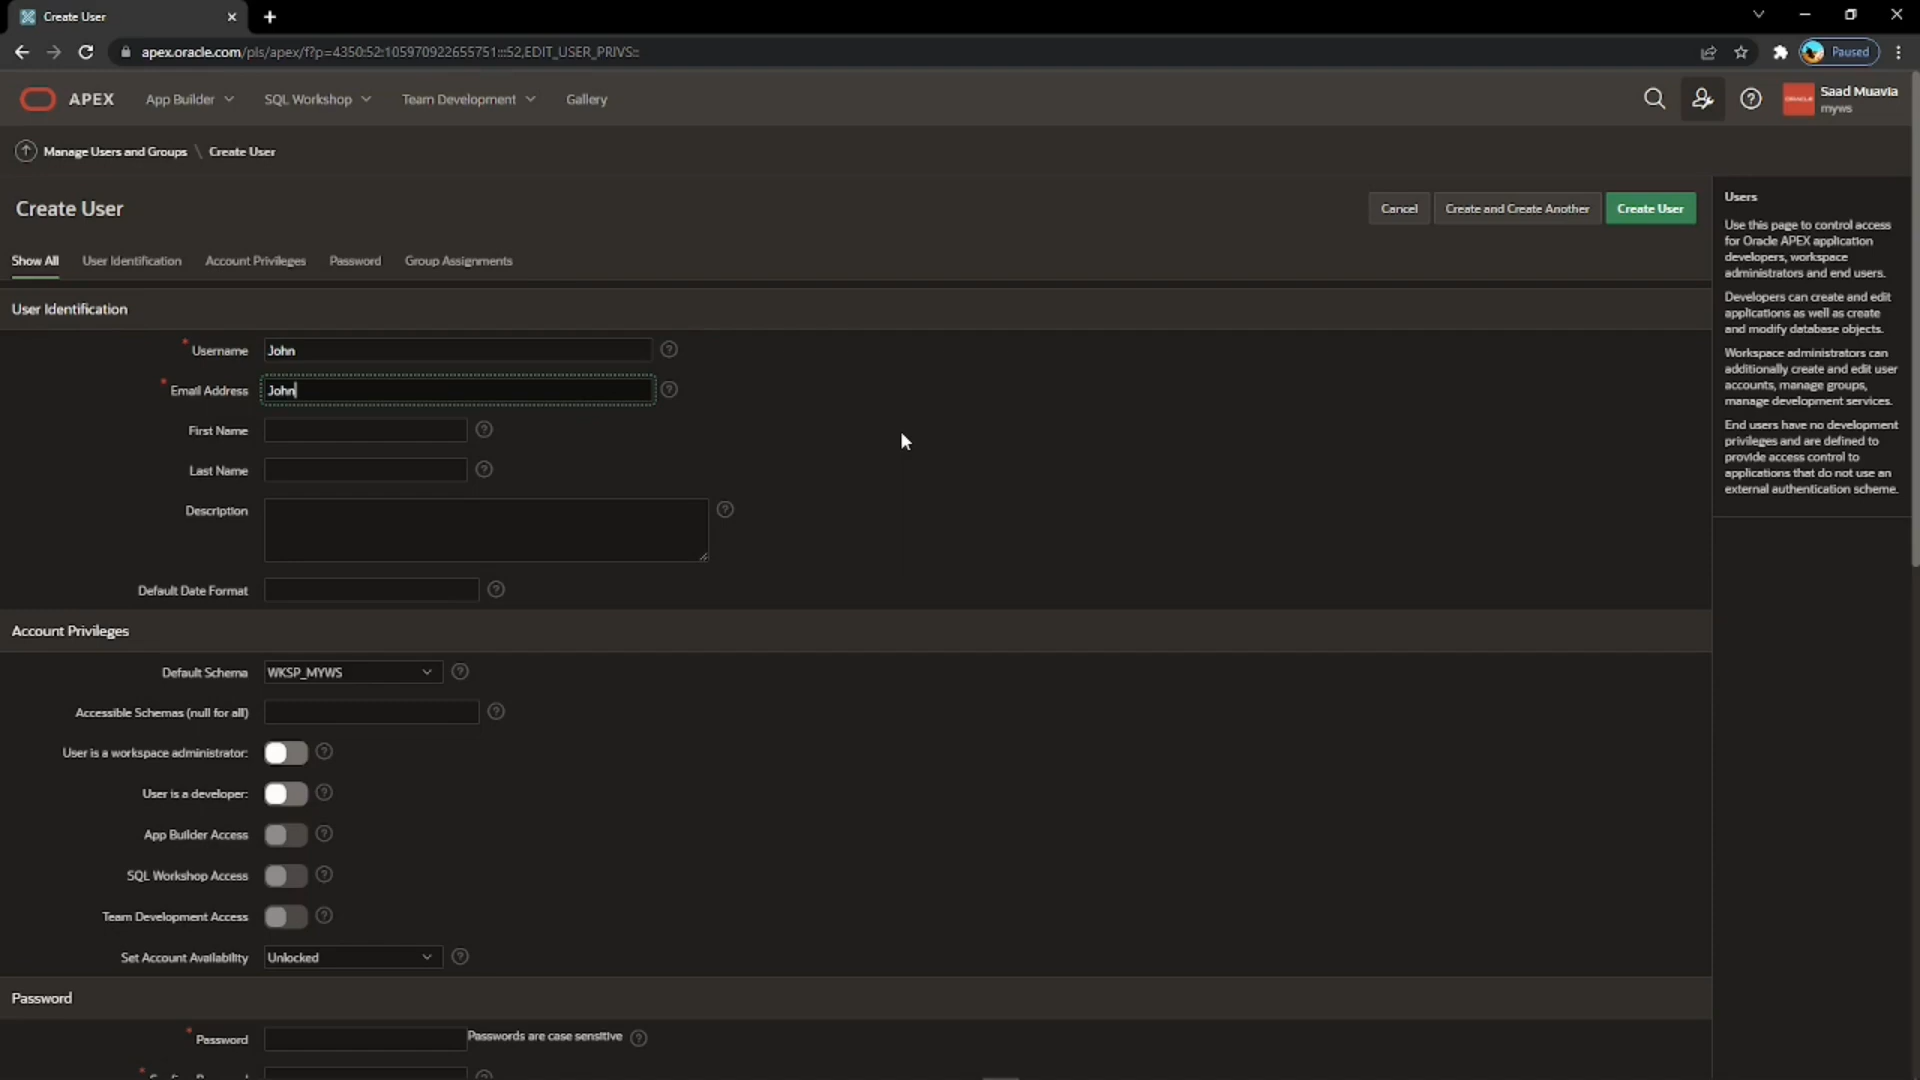 Create User
apex.oracle.com/pls/apex/f?p=4350:52:105970922655751:::52,EDIT_USER_PRIVS::
Paused
APEX
App Builder
SQL Workshop
Team Development
Gallery
ORACLE
Saad Muavia
myws
Manage Users and Groups \ Create User
Create User
Cancel
Create and Create Another
Create User
Show All
User Identification
Account Privileges
Password
Group Assignments
User Identification
* Username
John
* Email Address
John
First Name
Last Name
Description
Default Date Format
Account Privileges
Default Schema
WKSP_MYWS
Accessible Schemas (null for all)
User is a workspace administrator:
User is a developer:
App Builder Access
SQL Workshop Access
Team Development Access
Set Account Availability
Unlocked
Password
* Password
Passwords are case sensitive
Users
Use this page to control access
for Oracle APEX application
developers, workspace
administrators and end users.
Developers can create and edit
applications as well as create
and modify database objects.
Workspace administrators can
additionally create and edit user
accounts, manage groups,
manage development services.
End users have no development
privileges and are defined to
provide access control to
applications that do not use an
external authentication scheme.